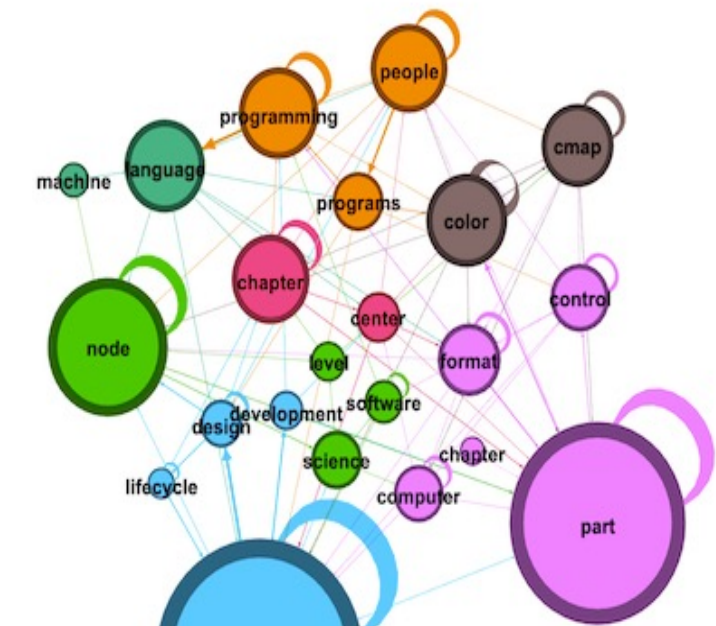 people
programming
cmap
language
machine
programs
color
chapter
control
center
node
format
level
software
development
design
chapter
science
lifecycle
computer
part